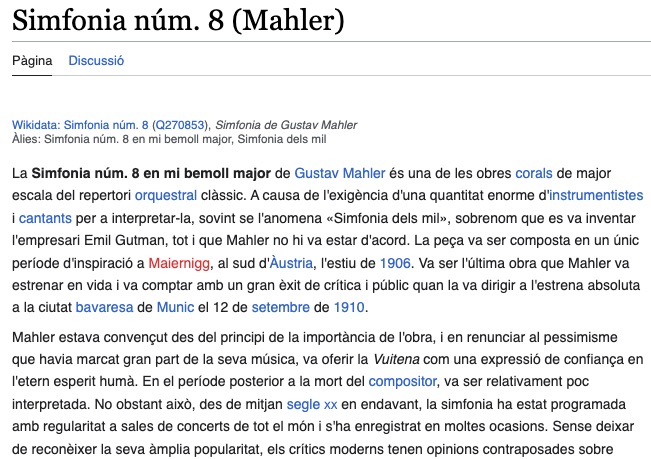 Simfonia núm. 8 (Mahler)
Pàgina Discussió
Wikidata: Simfonia núm. 8 (Q270853), Simfonia de Gustav Mahler
Àlies: Simfonia núm. 8 en mi bemoll major, Simfonia dels mil
La Simfonia núm. 8 en mi bemoll major de Gustav Mahler és una de les obres corals de major
escala del repertori orquestral clàssic. A causa de l'exigència d'una quantitat enorme d'instrumentistes
i cantants per a interpretar-la, sovint se l'anomena «Simfonia dels mil», sobrenom que es va inventar
l'empresari Emil Gutman, tot i que Mahler no hi va estar d'acord. La peça va ser composta en un únic
període d'inspiració a Maiernigg, al sud d'Àustria, l'estiu de 1906. Va ser l'última obra que Mahler va
estrenar en vida i va comptar amb un gran èxit de crítica i públic quan la va dirigir a l'estrena absoluta
a la ciutat bavaresa de Munic el 12 de setembre de 1910.
Mahler estava convençut des del principi de la importància de l'obra, i en renunciar al pessimisme
que havia marcat gran part de la seva música, va oferir la Vuitena com una expressió de confiança en
l'etern esperit humà. En el període posterior a la mort del compositor, va ser relativament poc
interpretada. No obstant això, des de mitjan segle XX en endavant, la simfonia ha estat programada
amb regularitat a sales de concerts de tot el món i s'ha enregistrat en moltes ocasions. Sense deixar
de reconèixer la seva àmplia popularitat, els crítics moderns tenen opinions contraposades sobre